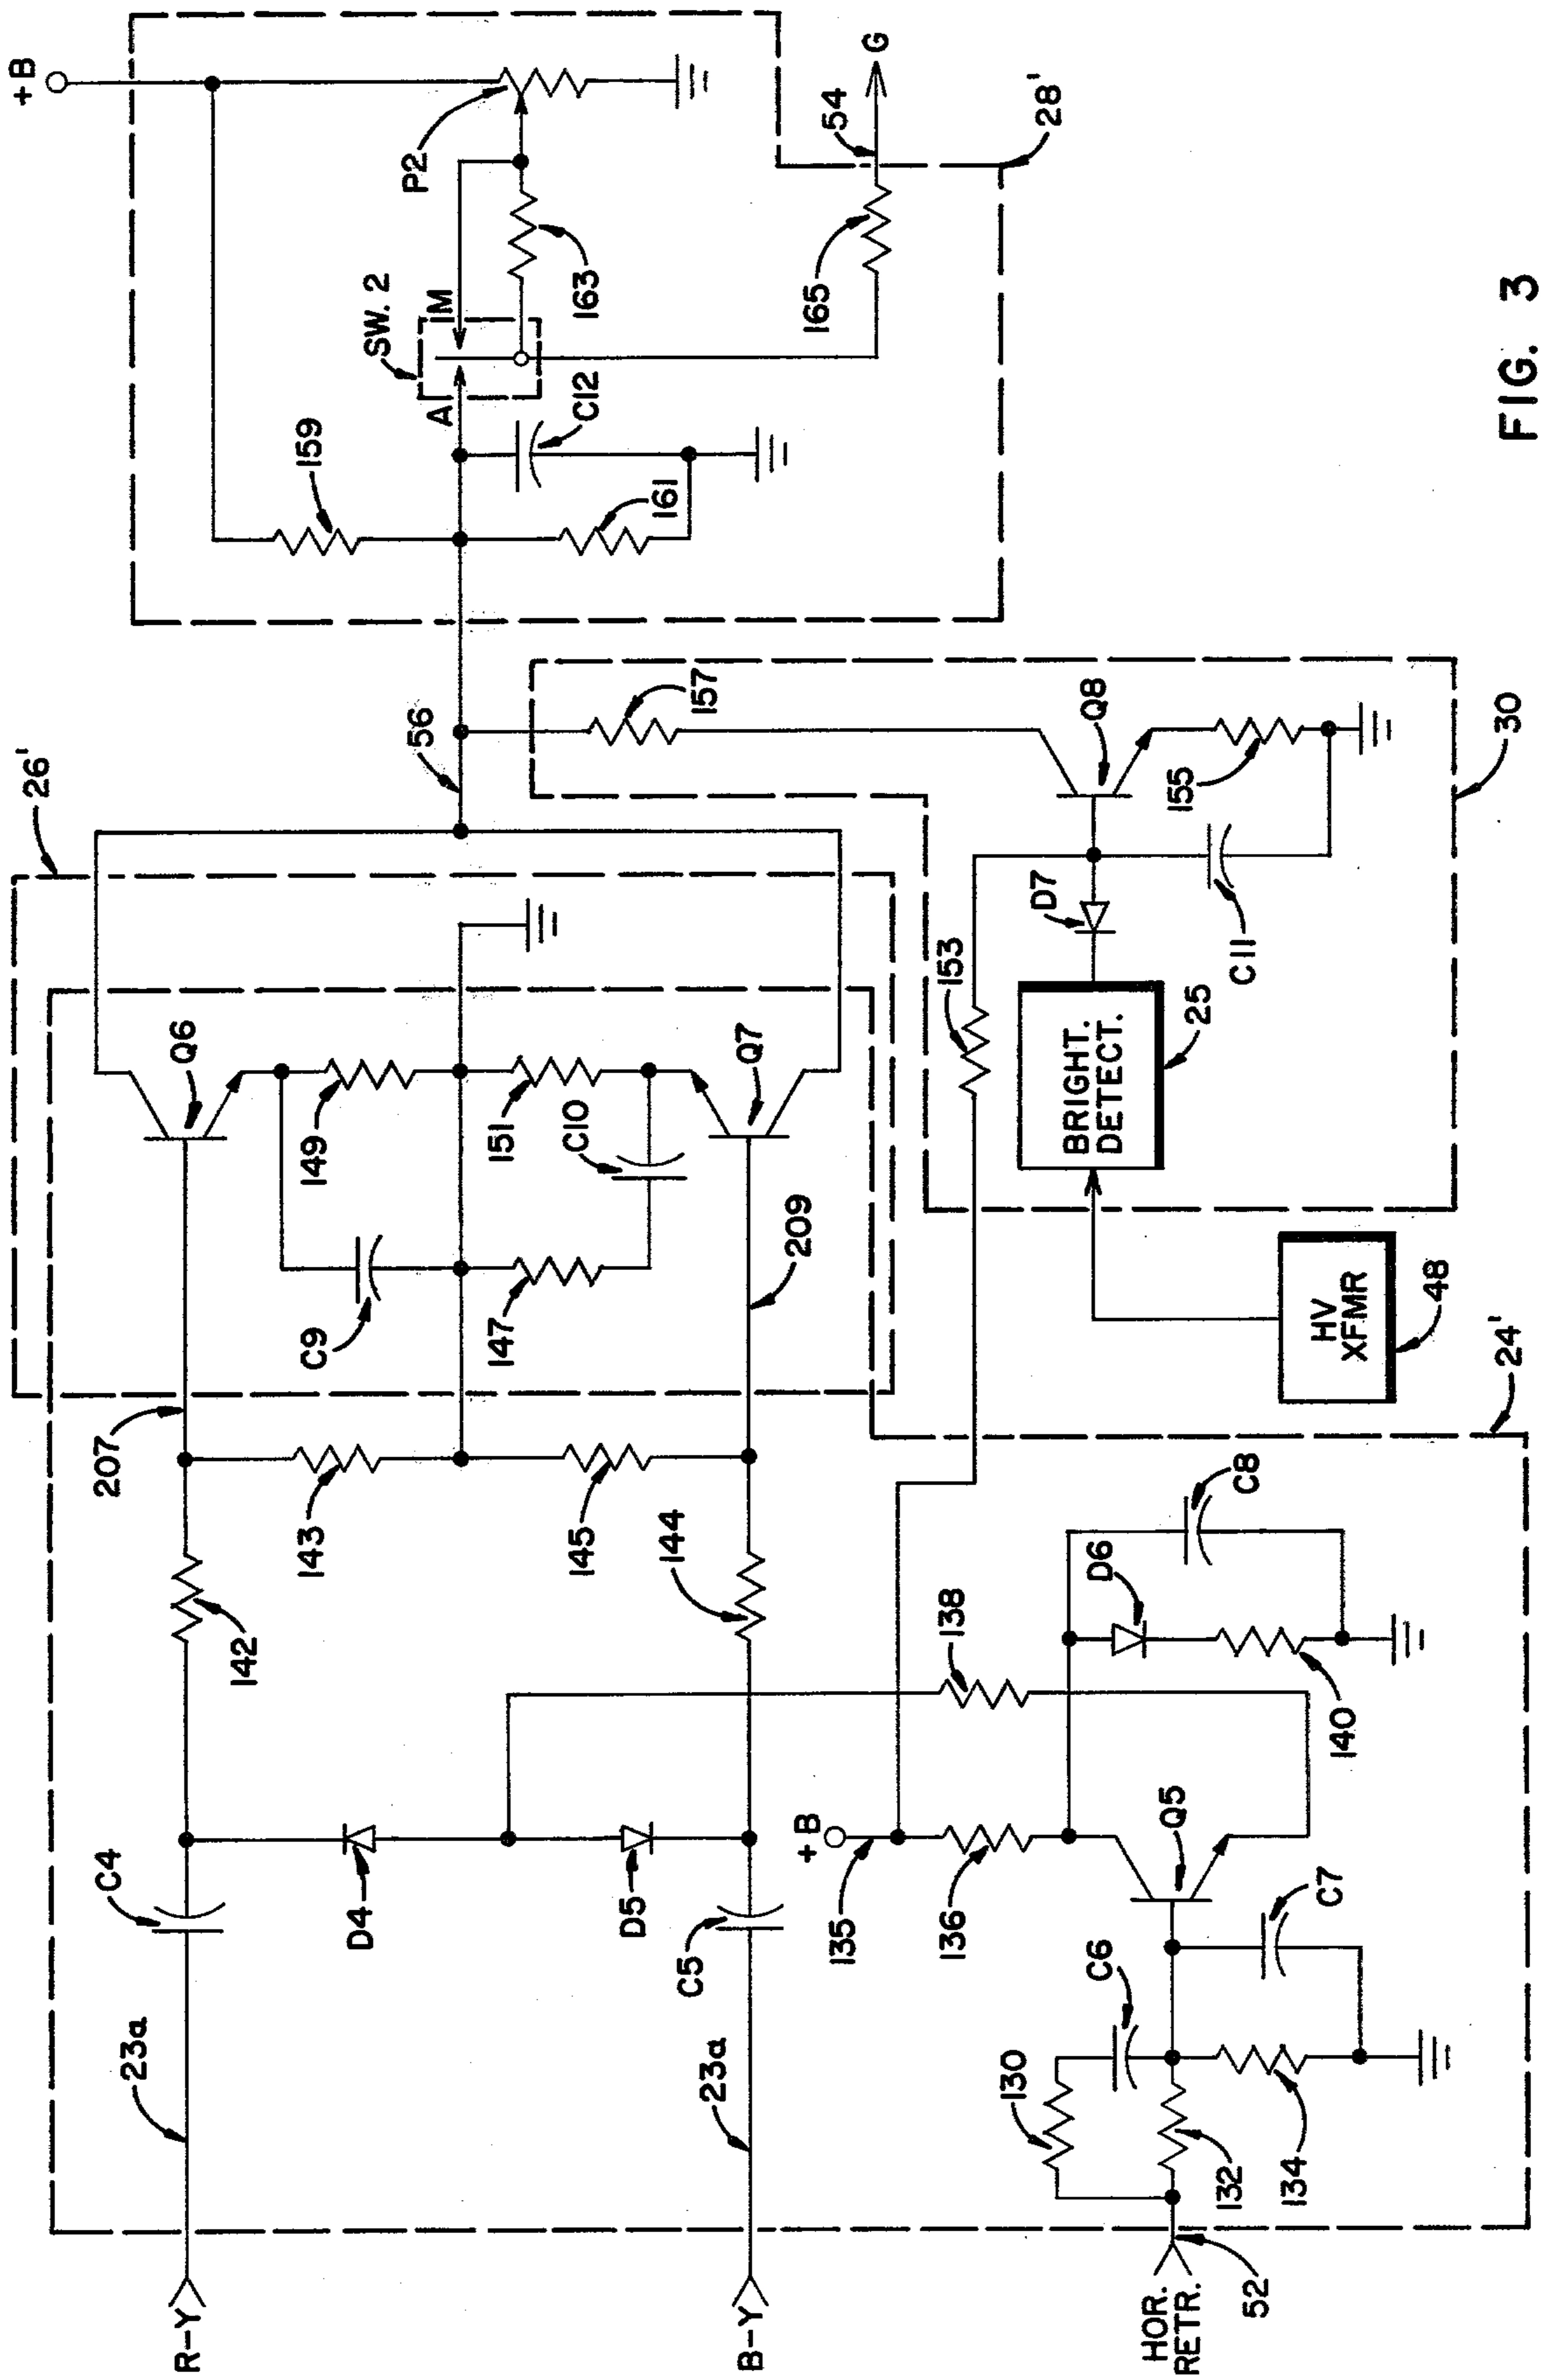 R-Y
23a
C4
142
207
Q6
26'
+B
D4
143
C9
149
56
159
SW. 2
A
1M
P2
163
C12
161
D5
145
147
151
C10
Q7
B-Y
23a
C5
144
209
165
54
G
28'
+B
135
136
138
153
D7
157
Q8
155
C11
BRIGHT.
DETECT.
25
30
HV
XFMR
48
24'
D6
C8
140
Q5
C7
C6
130
132
134
HOR.
RETR.
52
FIG. 3